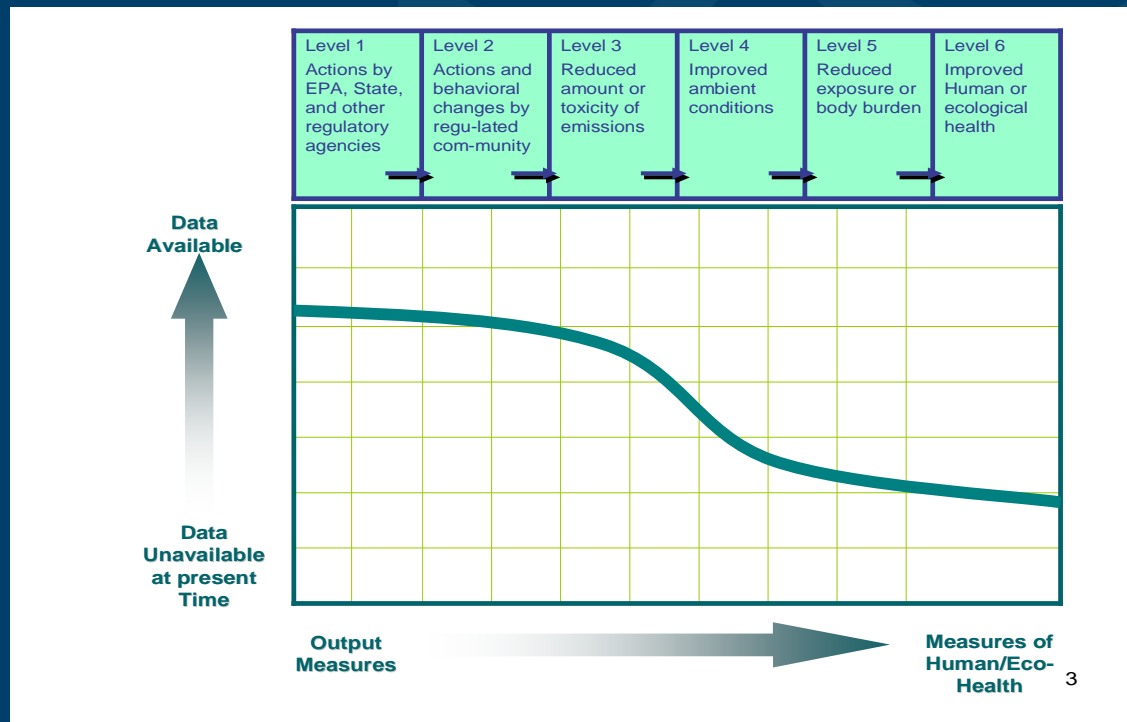 Level 1
Actions by
EPA, State,
and other
regulatory
agencies
Level 2
Actions and
behavioral
changes by
regu-lated
com-munity
Level 3
Reduced
amount or
toxicity of
emissions
Level 4
Improved
ambient
conditions
Level 5
Reduced
exposure or
body burden
Level 6
Improved
Human or
ecological
health
Data
Available
Data
Unavailable
at present
Time
Output
Measures
Measures of
Human/Eco-
Health
3